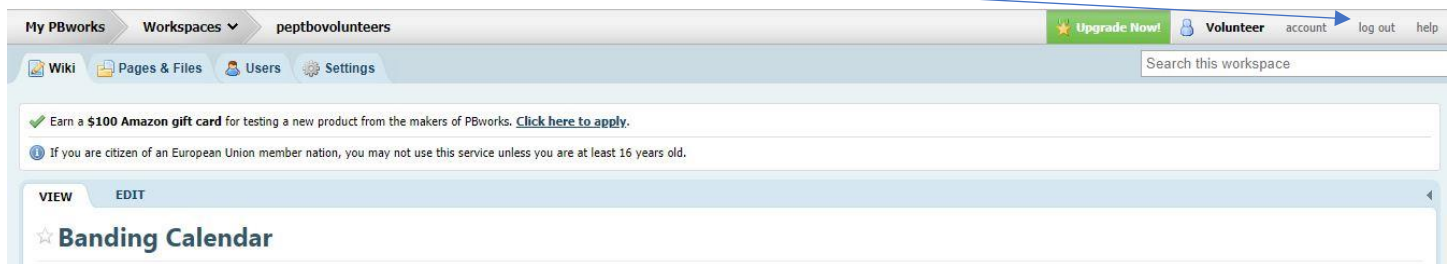 My PBworks Workspaces peptbovolunteers Upgrade Now! Volunteer account log out help
Wiki Pages & Files Users Settings Search this workspace
Earn a $100 Amazon gift card for testing a new product from the makers of PBworks. Click here to apply.
If you are citizen of an European Union member nation, you may not use this service unless you are at least 16 years old.
VIEW EDIT
Banding Calendar